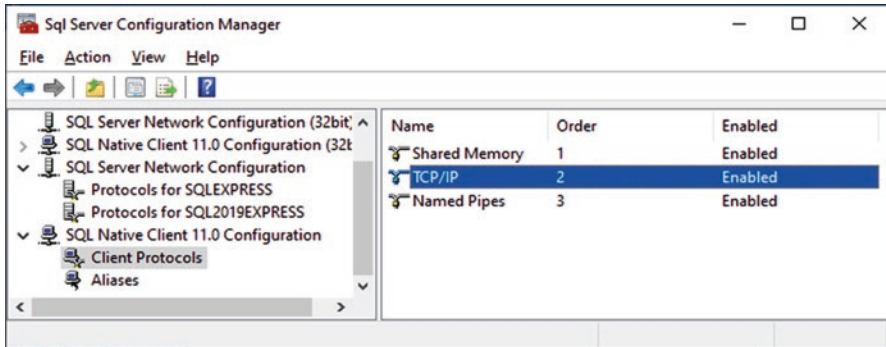 Sql Server Configuration Manager
File Action View Help
SQL Server Network Configuration (32bit)
SQL Native Client 11.0 Configuration (32b
SQL Server Network Configuration
Protocols for SQLEXPRESS
Protocols for SQL2019EXPRESS
SQL Native Client 11.0 Configuration
Client Protocols
Aliases
Name Order Enabled
Shared Memory 1 Enabled
TCP/IP 2 Enabled
Named Pipes 3 Enabled